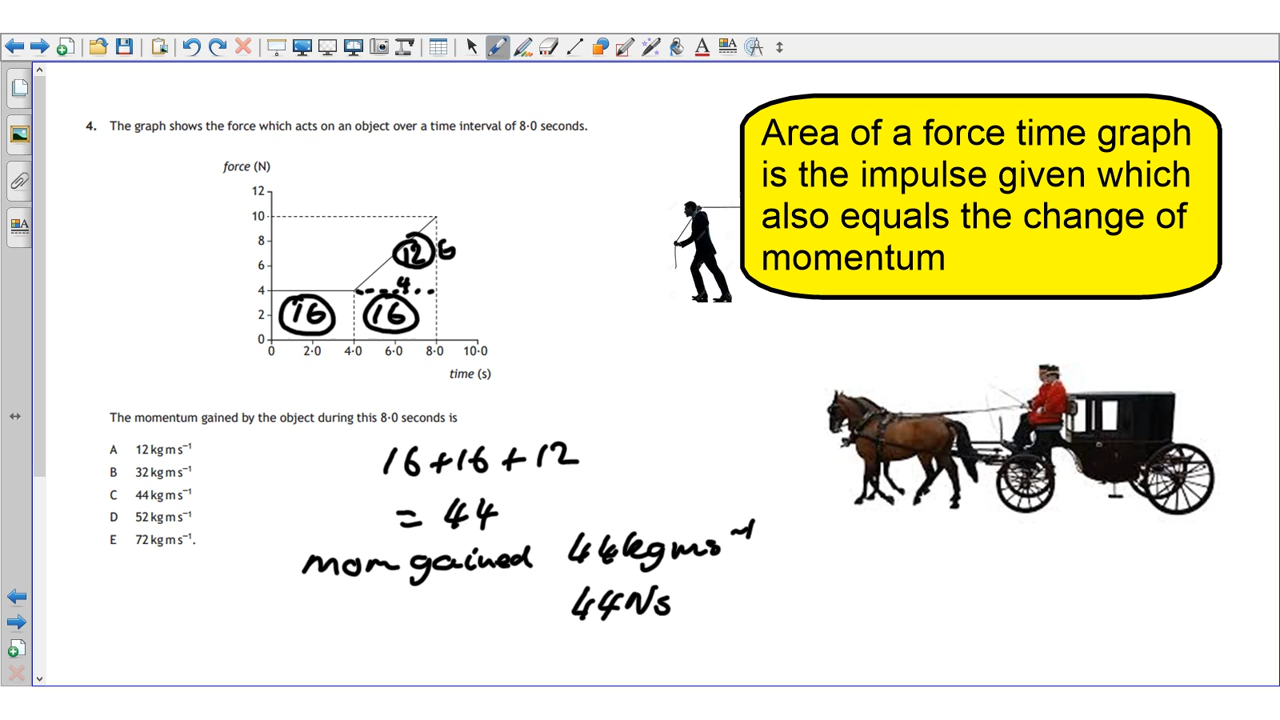 4. The graph shows the force which acts on an object over a time interval of 8·0 seconds.
force (N)
12
10
8
6
4
2
0
12 6
4
16 16
0 2·0 4·0 6·0 8·0 10·0
time (s)
Area of a force time graph
is the impulse given which
also equals the change of
momentum
The momentum gained by the object during this 8·0 seconds is
A 12 kg m s⁻¹
B 32 kg m s⁻¹
C 44 kg m s⁻¹
D 52 kg m s⁻¹
E 72 kg m s⁻¹.
16+16+12
= 44
mom gained 44kgms⁻¹
44Ns